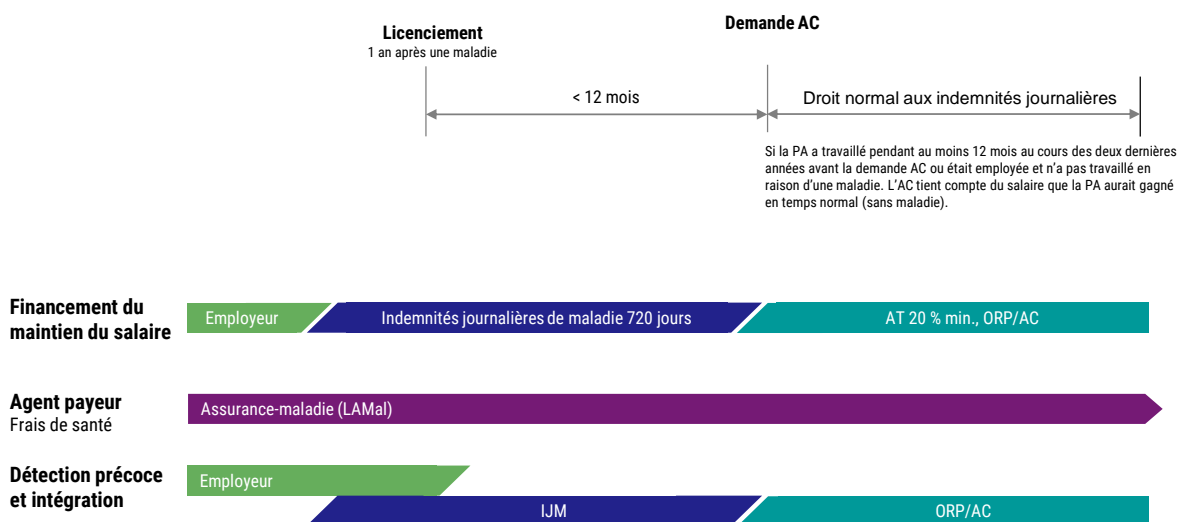 Licenciement
1 an après une maladie
Demande AC
< 12 mois
Droit normal aux indemnités journalières
Si la PA a travaillé pendant au moins 12 mois au cours des deux dernières
années avant la demande AC ou était employée et n’a pas travaillé en
raison d’une maladie. L’AC tient compte du salaire que la PA aurait gagné
en temps normal (sans maladie).
Financement du
maintien du salaire
Employeur
Indemnités journalières de maladie 720 jours
AT 20 % min., ORP/AC
Agent payeur
Frais de santé
Assurance-maladie (LAMal)
Détection précoce
et intégration
Employeur
IJM
ORP/AC